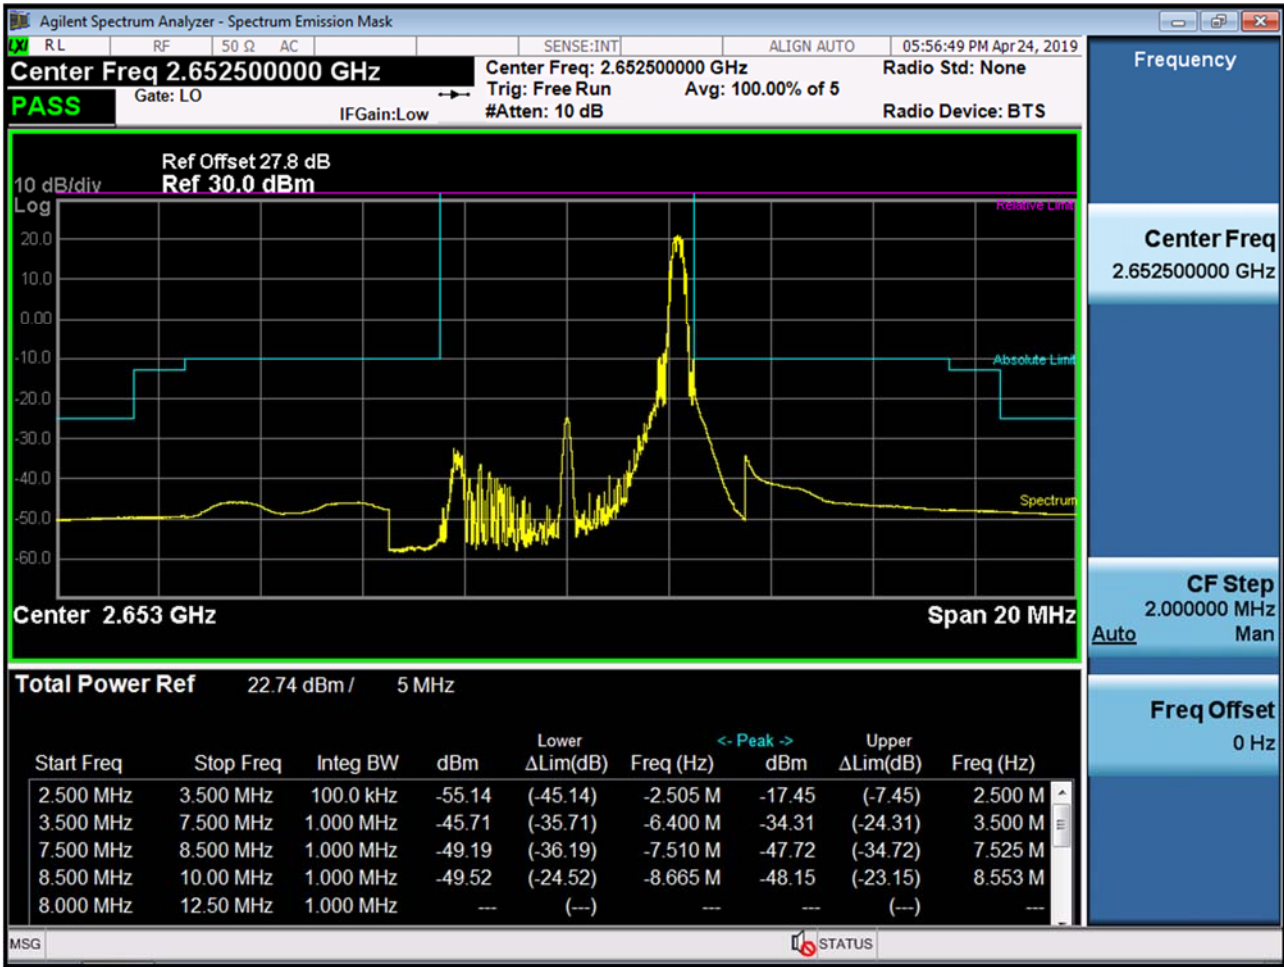 Agilent Spectrum Analyzer - Spectrum Emission Mask
LXI RL RF 50 Ω AC SENSE:INT ALIGN AUTO 05:56:49 PM Apr 24, 2019
Center Freq 2.652500000 GHz
Center Freq: 2.652500000 GHz
Radio Std: None
PASS
Gate: LO
Trig: Free Run
Avg: 100.00% of 5
IFGain:Low
#Atten: 10 dB
Radio Device: BTS
Ref Offset 27.8 dB
10 dB/div
Ref 30.0 dBm
Log
Relative Limit
20.0
10.0
0.00
-10.0
Absolute Limit
-20.0
-30.0
-40.0
Spectrum
-50.0
-60.0
Center 2.653 GHz
Span 20 MHz
Total Power Ref 22.74 dBm / 5 MHz
Lower <- Peak -> Upper
Start Freq Stop Freq Integ BW dBm ΔLim(dB) Freq (Hz) dBm ΔLim(dB) Freq (Hz)
2.500 MHz 3.500 MHz 100.0 kHz -55.14 (-45.14) -2.505 M -17.45 (-7.45) 2.500 M
3.500 MHz 7.500 MHz 1.000 MHz -45.71 (-35.71) -6.400 M -34.31 (-24.31) 3.500 M
7.500 MHz 8.500 MHz 1.000 MHz -49.19 (-36.19) -7.510 M -47.72 (-34.72) 7.525 M
8.500 MHz 10.00 MHz 1.000 MHz -49.52 (-24.52) -8.665 M -48.15 (-23.15) 8.553 M
8.000 MHz 12.50 MHz 1.000 MHz --- (---) --- --- (---) ---
MSG
STATUS
Frequency
Center Freq
2.652500000 GHz
CF Step
2.000000 MHz
Auto Man
Freq Offset
0 Hz